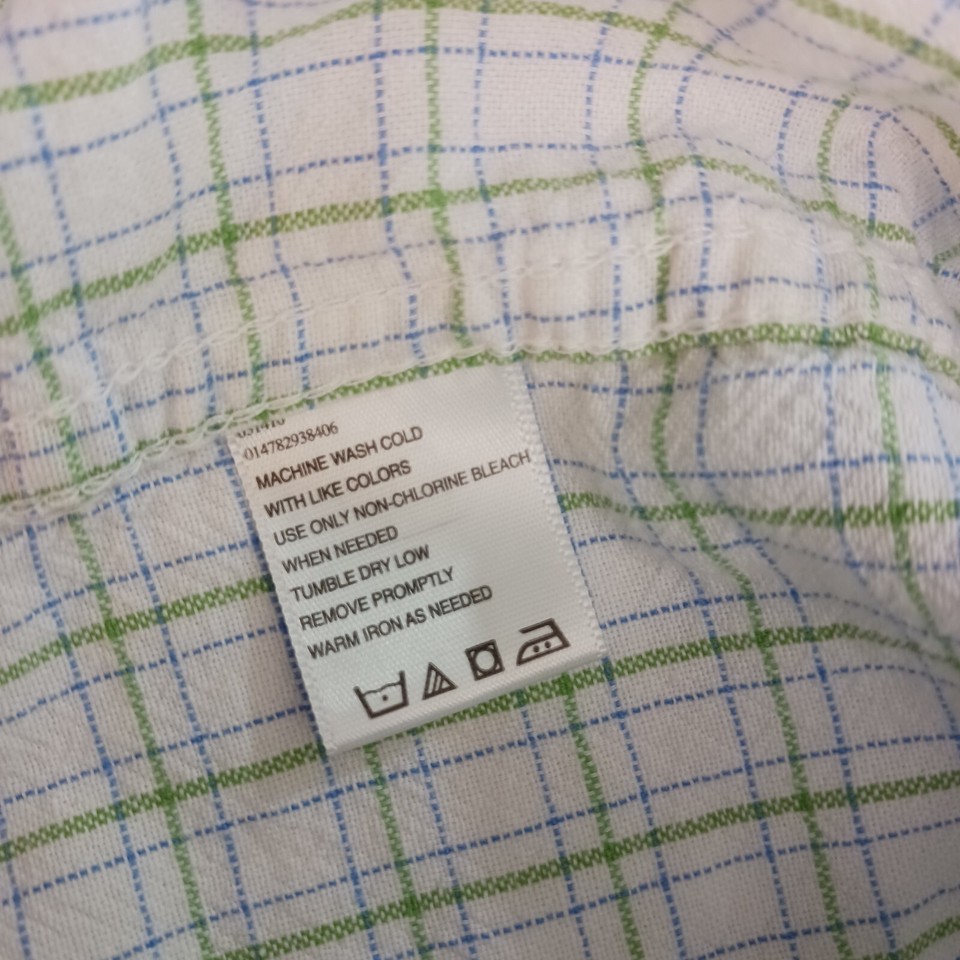 014782938406
MACHINE WASH COLD
WITH LIKE COLORS
USE ONLY NON-CHLORINE BLEACH
WHEN NEEDED
TUMBLE DRY LOW
REMOVE PROMPTLY
WARM IRON AS NEEDED